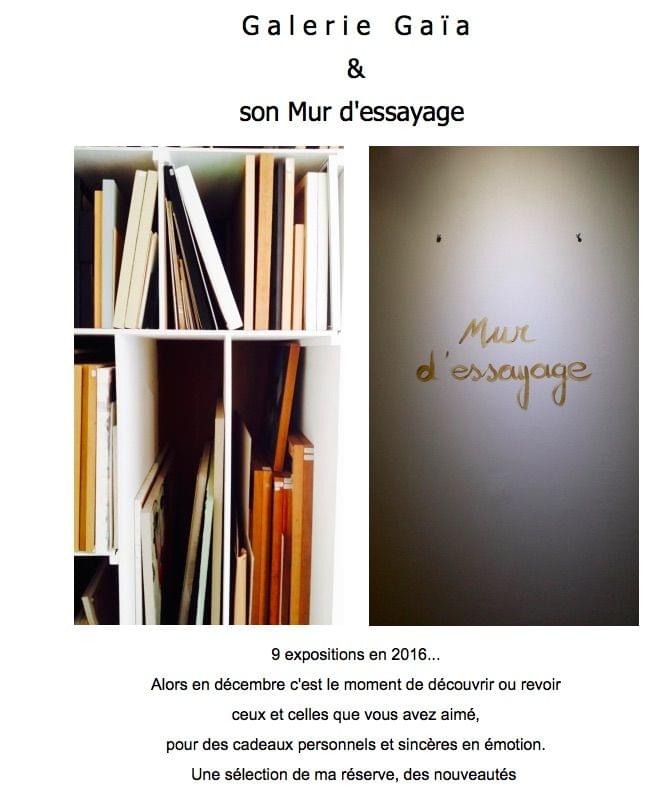 Galerie Gaïa
&
son Mur d'essayage
Mur
d'essayage
9 expositions en 2016...
Alors en décembre c'est le moment de découvrir ou revoir
ceux et celles que vous avez aimé,
pour des cadeaux personnels et sincères en émotion.
Une sélection de ma réserve, des nouveautés